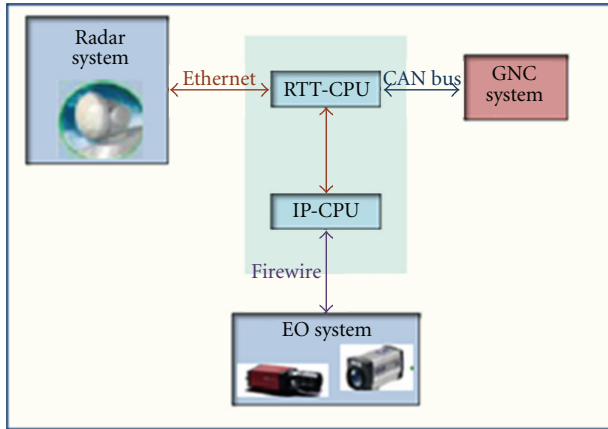 Radar
system
Ethernet
RTT-CPU
CAN bus
GNC
system
IP-CPU
Firewire
EO system